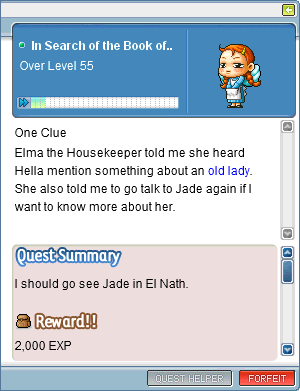 In Search of the Book of..
Over Level 55
One Clue
Elma the Housekeeper told me she heard
Hella mention something about an old lady.
She also told me to go talk to Jade again if I
want to know more about her.
Quest Summary
I should go see Jade in El Nath.
Reward!!
2,000 EXP
QUEST HELPER FORFEIT